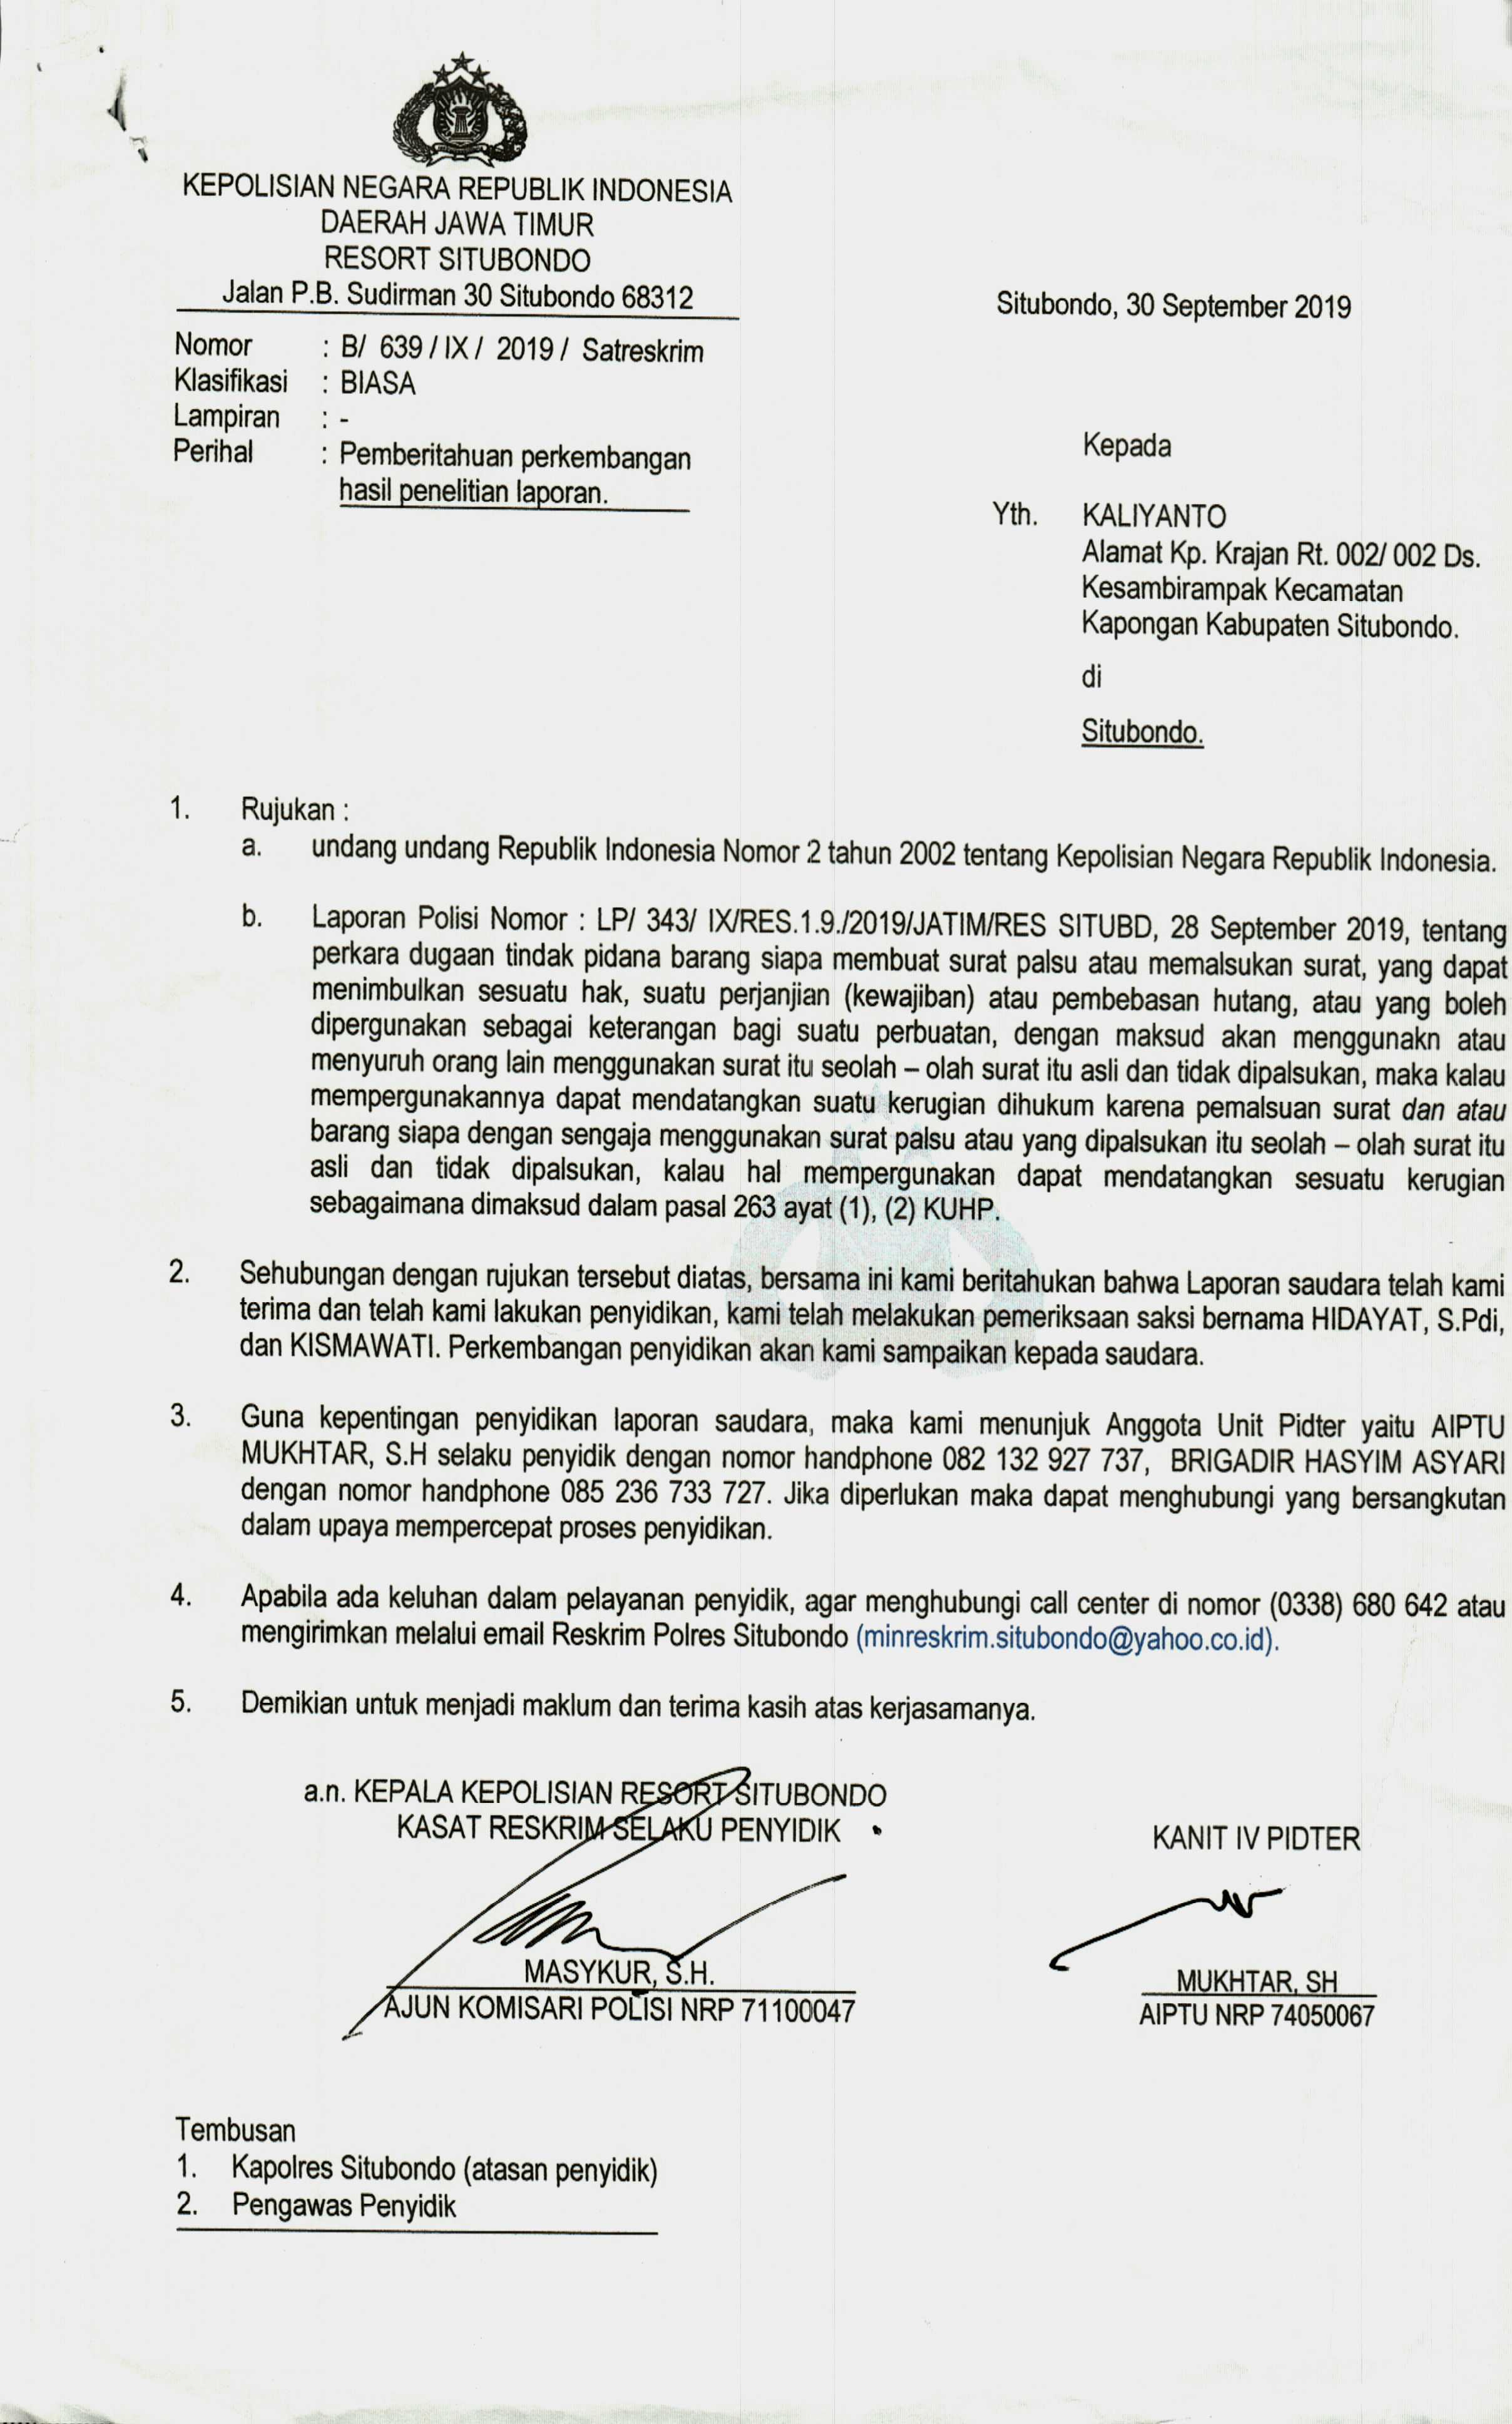 KEPOLISIAN NEGARA REPUBLIK INDONESIA
DAERAH JAWA TIMUR
RESORT SITUBONDO
Jalan P.B. Sudirman 30 Situbondo 68312
Situbondo, 30 September 2019
Nomor : B/ 639 / IX / 2019 / Satreskrim
Klasifikasi : BIASA
Lampiran : -
Perihal : Pemberitahuan perkembangan
hasil penelitian laporan.
Kepada
Yth. KALIYANTO
Alamat Kp. Krajan Rt. 002/ 002 Ds.
Kesambirampak Kecamatan
Kapongan Kabupaten Situbondo.
di
Situbondo.
1. Rujukan :
a. undang undang Republik Indonesia Nomor 2 tahun 2002 tentang Kepolisian Negara Republik Indonesia.
b. Laporan Polisi Nomor : LP/ 343/ IX/RES.1.9./2019/JATIM/RES SITUBD, 28 September 2019, tentang
perkara dugaan tindak pidana barang siapa membuat surat palsu atau memalsukan surat, yang dapat
menimbulkan sesuatu hak, suatu perjanjian (kewajiban) atau pembebasan hutang, atau yang boleh
dipergunakan sebagai keterangan bagi suatu perbuatan, dengan maksud akan menggunakn atau
menyuruh orang lain menggunakan surat itu seolah – olah surat itu asli dan tidak dipalsukan, maka kalau
mempergunakannya dapat mendatangkan suatu kerugian dihukum karena pemalsuan surat dan atau
barang siapa dengan sengaja menggunakan surat palsu atau yang dipalsukan itu seolah – olah surat itu
asli dan tidak dipalsukan, kalau hal mempergunakan dapat mendatangkan sesuatu kerugian
sebagaimana dimaksud dalam pasal 263 ayat (1), (2) KUHP.
2. Sehubungan dengan rujukan tersebut diatas, bersama ini kami beritahukan bahwa Laporan saudara telah kami
terima dan telah kami lakukan penyidikan, kami telah melakukan pemeriksaan saksi bernama HIDAYAT, S.Pdi,
dan KISMAWATI. Perkembangan penyidikan akan kami sampaikan kepada saudara.
3. Guna kepentingan penyidikan laporan saudara, maka kami menunjuk Anggota Unit Pidter yaitu AIPTU
MUKHTAR, S.H selaku penyidik dengan nomor handphone 082 132 927 737, BRIGADIR HASYIM ASYARI
dengan nomor handphone 085 236 733 727. Jika diperlukan maka dapat menghubungi yang bersangkutan
dalam upaya mempercepat proses penyidikan.
4. Apabila ada keluhan dalam pelayanan penyidik, agar menghubungi call center di nomor (0338) 680 642 atau
mengirimkan melalui email Reskrim Polres Situbondo (minreskrim.situbondo@yahoo.co.id).
5. Demikian untuk menjadi maklum dan terima kasih atas kerjasamanya.
a.n. KEPALA KEPOLISIAN RESORT SITUBONDO
KASAT RESKRIM SELAKU PENYIDIK
MASYKUR, S.H.
AJUN KOMISARI POLISI NRP 71100047
KANIT IV PIDTER
MUKHTAR, SH
AIPTU NRP 74050067
Tembusan
1. Kapolres Situbondo (atasan penyidik)
2. Pengawas Penyidik